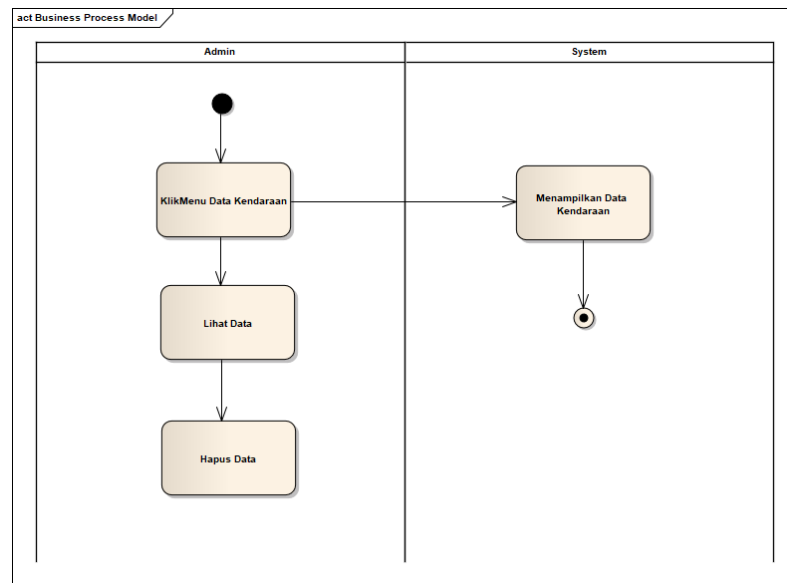 act Business Process Model
Admin
System
KlikMenu Data Kendaraan
Menampilkan Data
Kendaraan
Lihat Data
Hapus Data